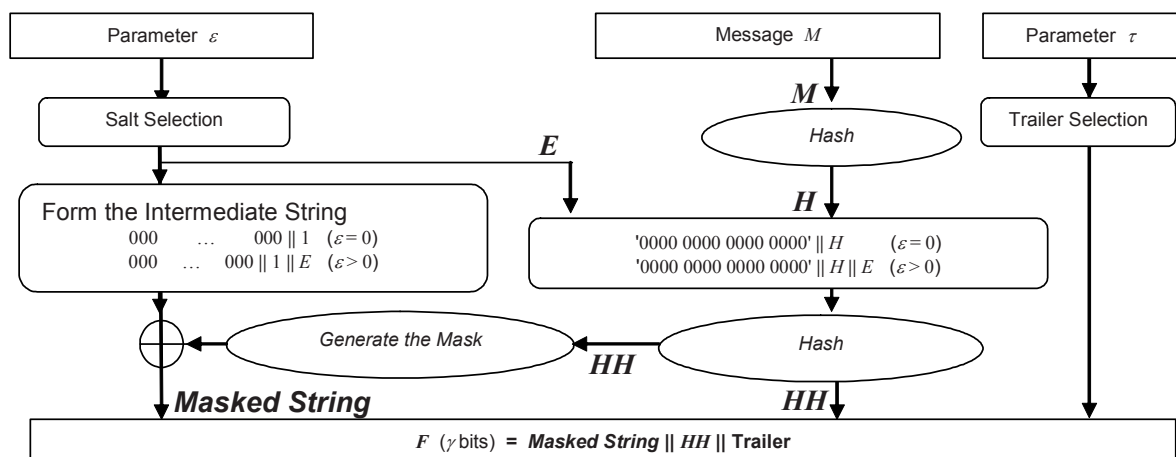 Parameter ε
Message M
Parameter τ
M
Salt Selection
Hash
Trailer Selection
E
H
Form the Intermediate String
000 … 000 || 1 (ε = 0)
000 … 000 || 1 || E (ε > 0)
'0000 0000 0000 0000' || H (ε = 0)
'0000 0000 0000 0000' || H || E (ε > 0)
Generate the Mask
Hash
HH
Masked String
HH
F (γ bits) = Masked String || HH || Trailer